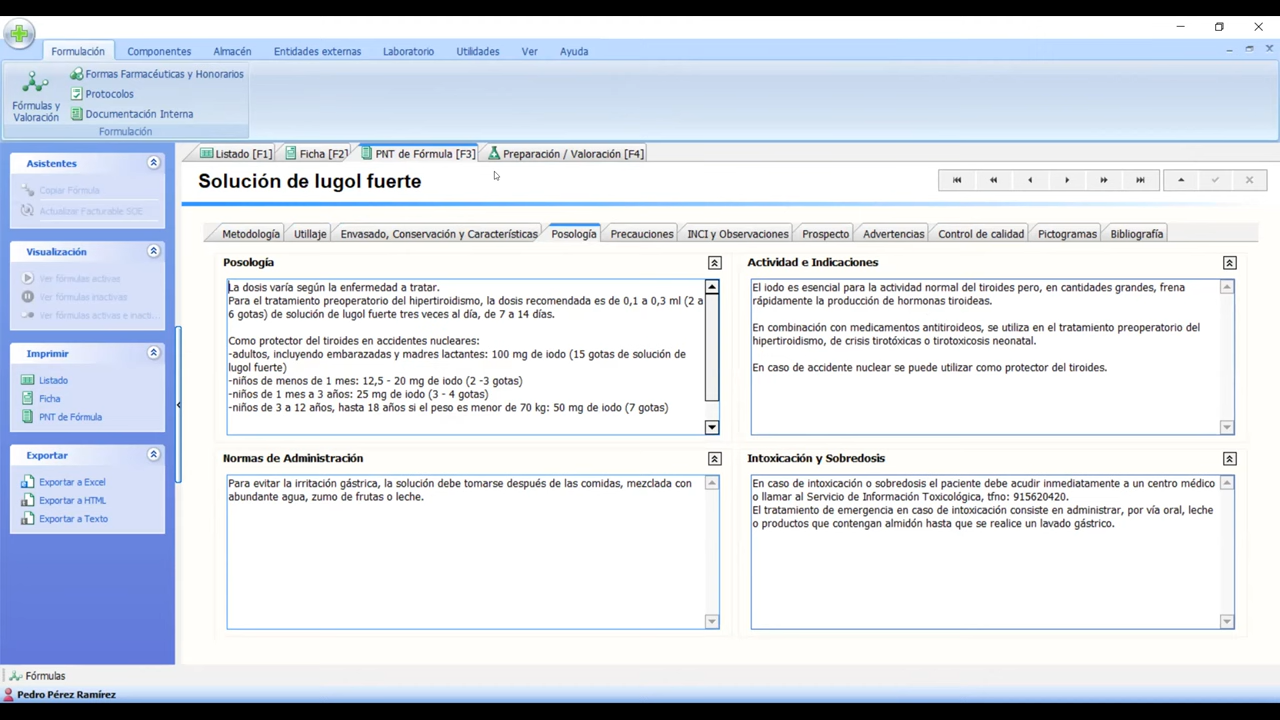 Formulación
Componentes
Almacén
Entidades externas
Laboratorio
Utilidades
Ver
Ayuda
Fórmulas y
Valoración
Formas Farmacéuticas y Honorarios
Protocolos
Documentación Interna
Formulación
Asistentes
Copiar Fórmula
Actualizar Facturable SOE
Visualización
Ver fórmulas activas
Ver fórmulas inactivas
Ver fórmulas activas e inacti...
Imprimir
Listado
Ficha
PNT de Fórmula
Exportar
Exportar a Excel
Exportar a HTML
Exportar a Texto
Listado [F1]
Ficha [F2]
PNT de Fórmula [F3]
Preparación / Valoración [F4]
Solución de lugol fuerte
Metodología
Utillaje
Envasado, Conservación y Características
Posología
Precauciones
INCI y Observaciones
Prospecto
Advertencias
Control de calidad
Pictogramas
Bibliografía
Posología
La dosis varía según la enfermedad a tratar.
Para el tratamiento preoperatorio del hipertiroidismo, la dosis recomendada es de 0,1 a 0,3 ml (2 a
6 gotas) de solución de lugol fuerte tres veces al día, de 7 a 14 días.
Como protector del tiroides en accidentes nucleares:
-adultos, incluyendo embarazadas y madres lactantes: 100 mg de iodo (15 gotas de solución de
lugol fuerte)
-niños de menos de 1 mes: 12,5 - 20 mg de iodo (2 -3 gotas)
-niños de 1 mes a 3 años: 25 mg de iodo (3 - 4 gotas)
-niños de 3 a 12 años, hasta 18 años si el peso es menor de 70 kg: 50 mg de iodo (7 gotas)
Actividad e Indicaciones
El iodo es esencial para la actividad normal del tiroides pero, en cantidades grandes, frena
rápidamente la producción de hormonas tiroideas.
En combinación con medicamentos antitiroideos, se utiliza en el tratamiento preoperatorio del
hipertiroidismo, de crisis tirotóxicas o tirotoxicosis neonatal.
En caso de accidente nuclear se puede utilizar como protector del tiroides.
Normas de Administración
Para evitar la irritación gástrica, la solución debe tomarse después de las comidas, mezclada con
abundante agua, zumo de frutas o leche.
Intoxicación y Sobredosis
En caso de intoxicación o sobredosis el paciente debe acudir inmediatamente a un centro médico
o llamar al Servicio de Información Toxicológica, tfno: 915620420.
El tratamiento de emergencia en caso de intoxicación consiste en administrar, por vía oral, leche
o productos que contengan almidón hasta que se realice un lavado gástrico.
Fórmulas
Pedro Pérez Ramírez